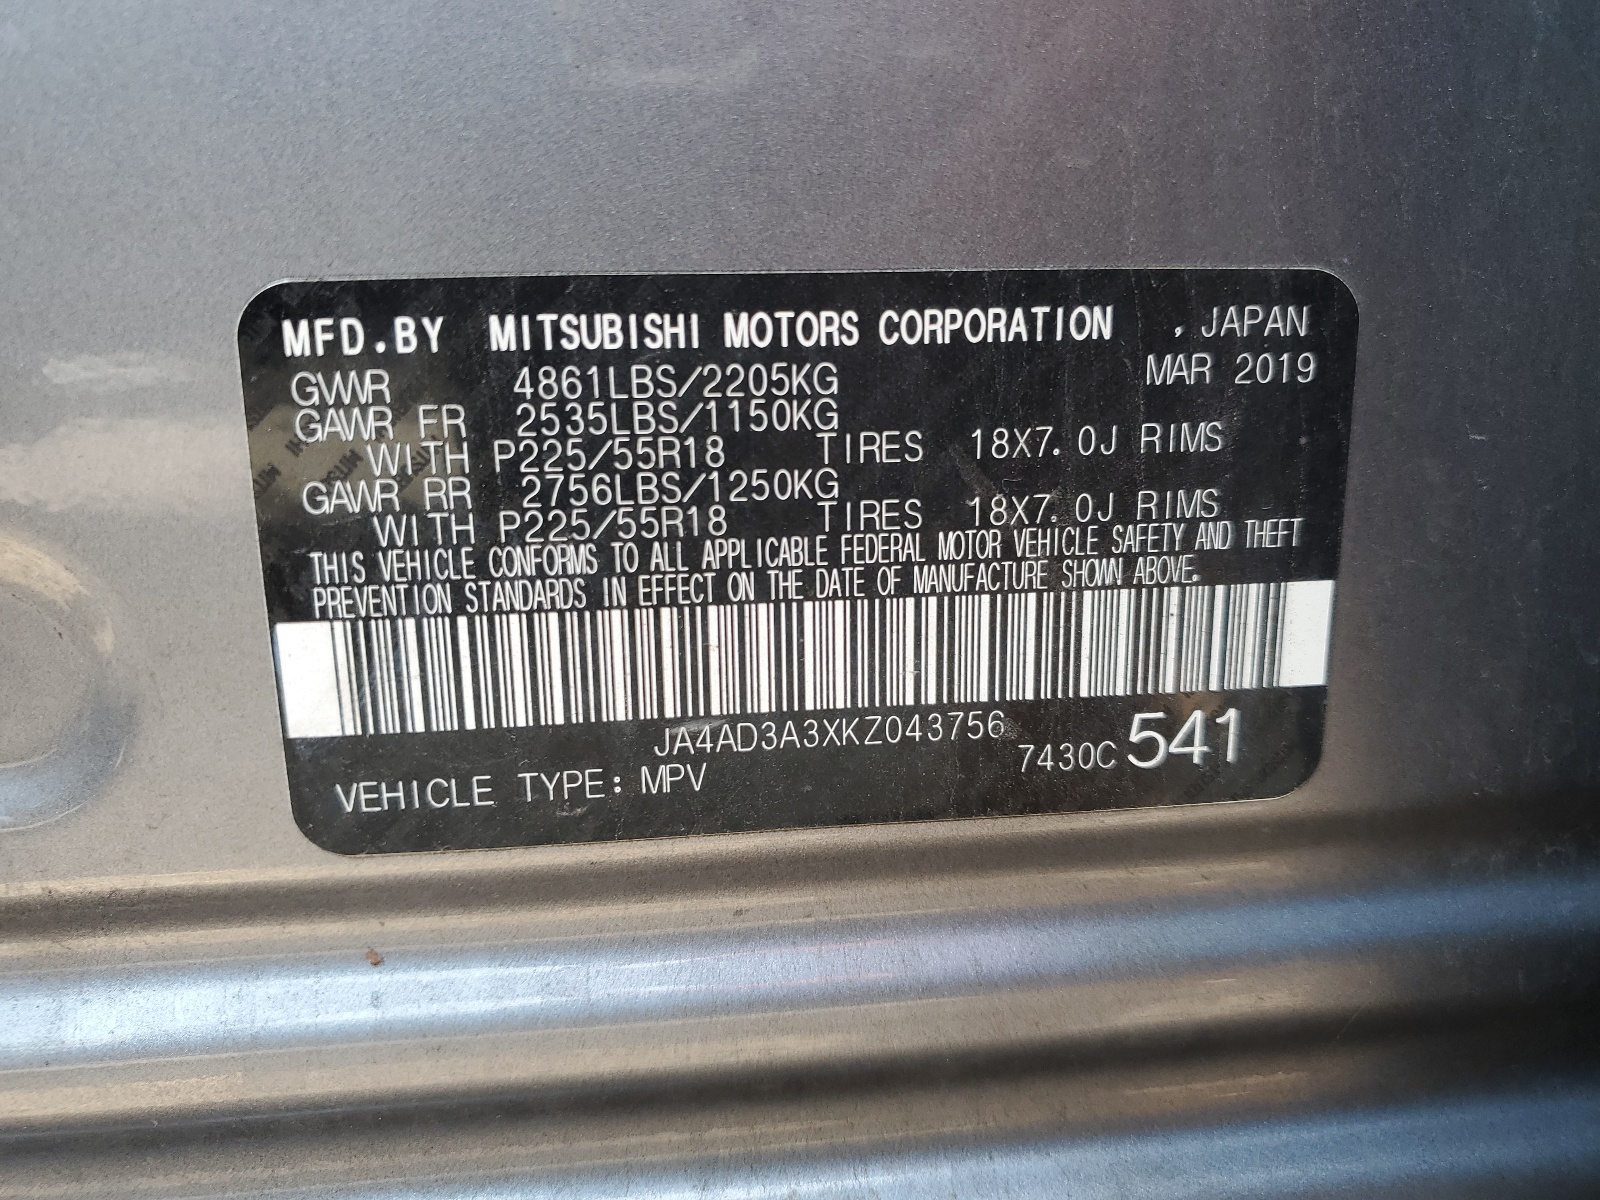 MFD.BY MITSUBISHI MOTORS CORPORATION , JAPAN
GVWR 4861LBS/2205KG MAR 2019
GAWR FR 2535LBS/1150KG
WITH P225/55R18 TIRES 18X7.0J RIMS
GAWR RR 2756LBS/1250KG
WITH P225/55R18 TIRES 18X7.0J RIMS
THIS VEHICLE CONFORMS TO ALL APPLICABLE FEDERAL MOTOR VEHICLE SAFETY AND THEFT
PREVENTION STANDARDS IN EFFECT ON THE DATE OF MANUFACTURE SHOWN ABOVE.
JA4AD3A3XKZ043756
7430C 541
VEHICLE TYPE: MPV